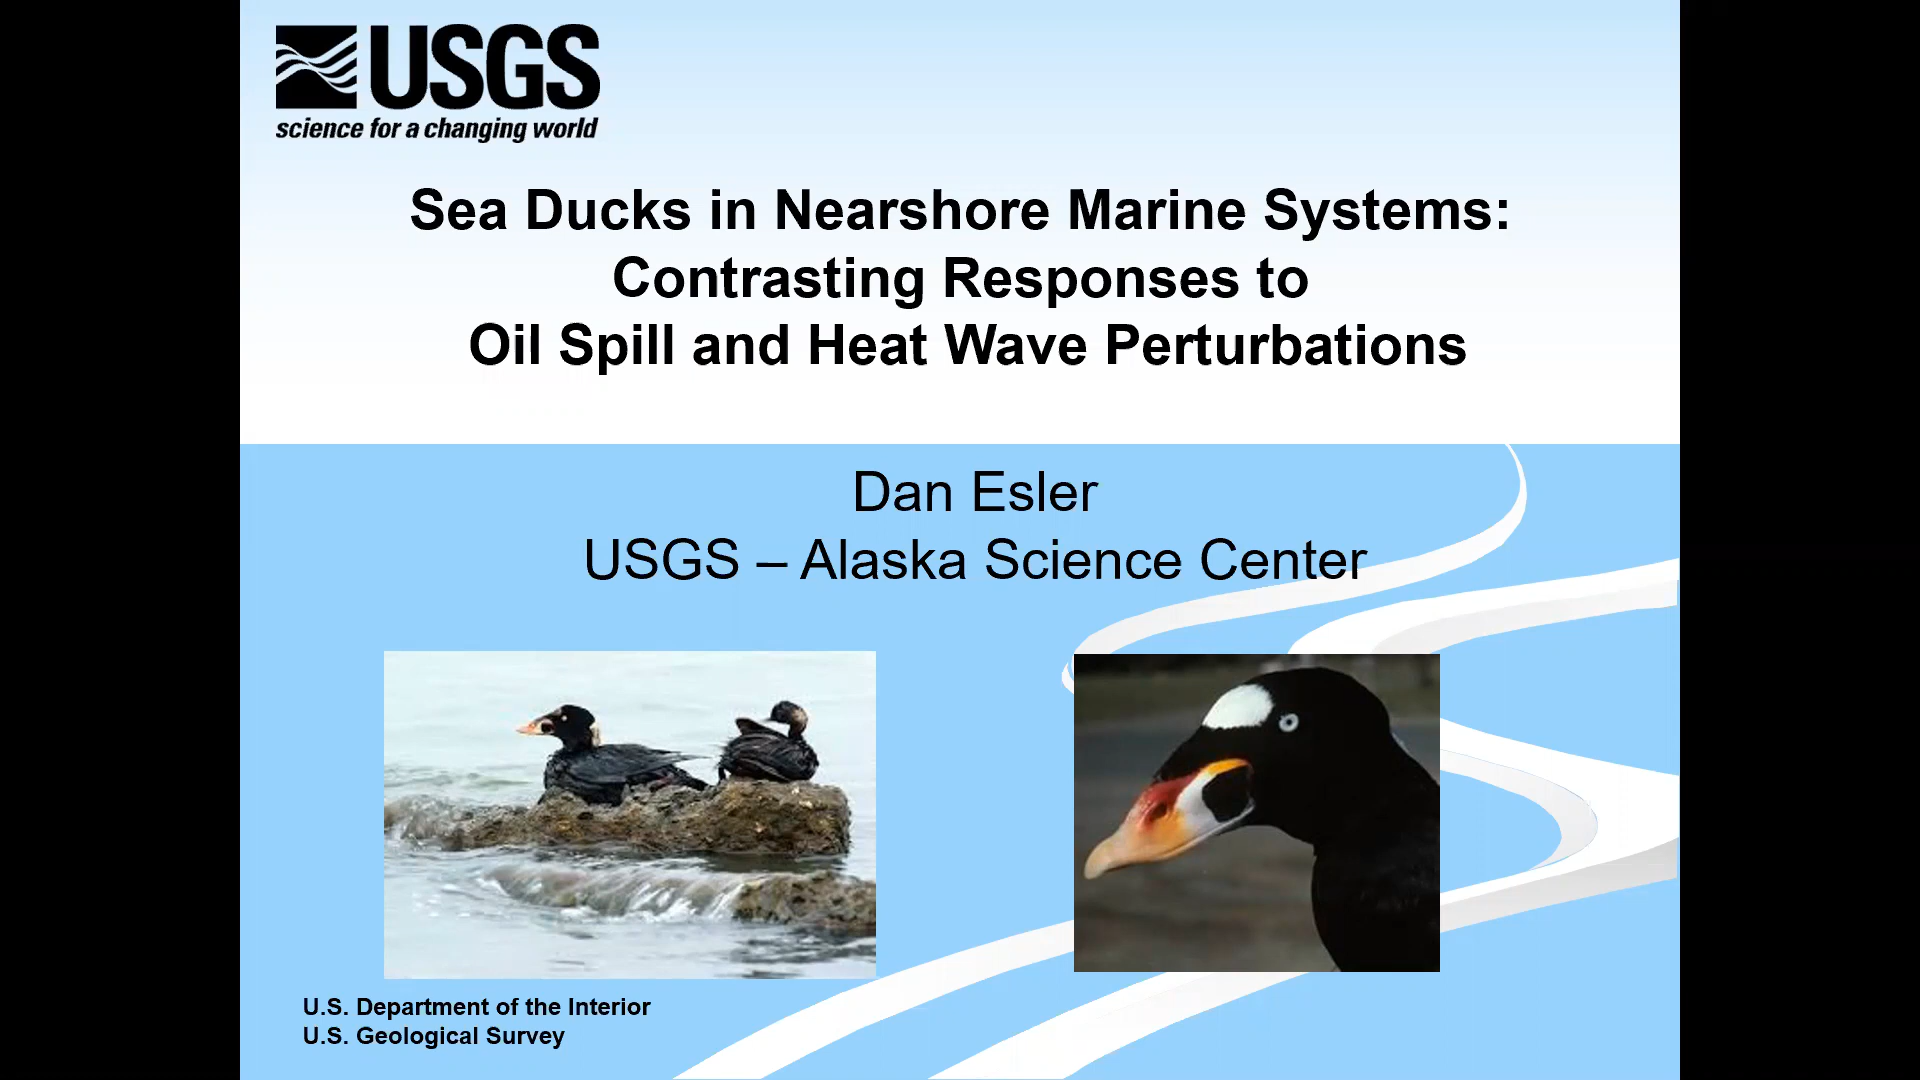 USGS
science for a changing world
Sea Ducks in Nearshore Marine Systems:
Contrasting Responses to
Oil Spill and Heat Wave Perturbations
Dan Esler
USGS – Alaska Science Center
U.S. Department of the Interior
U.S. Geological Survey